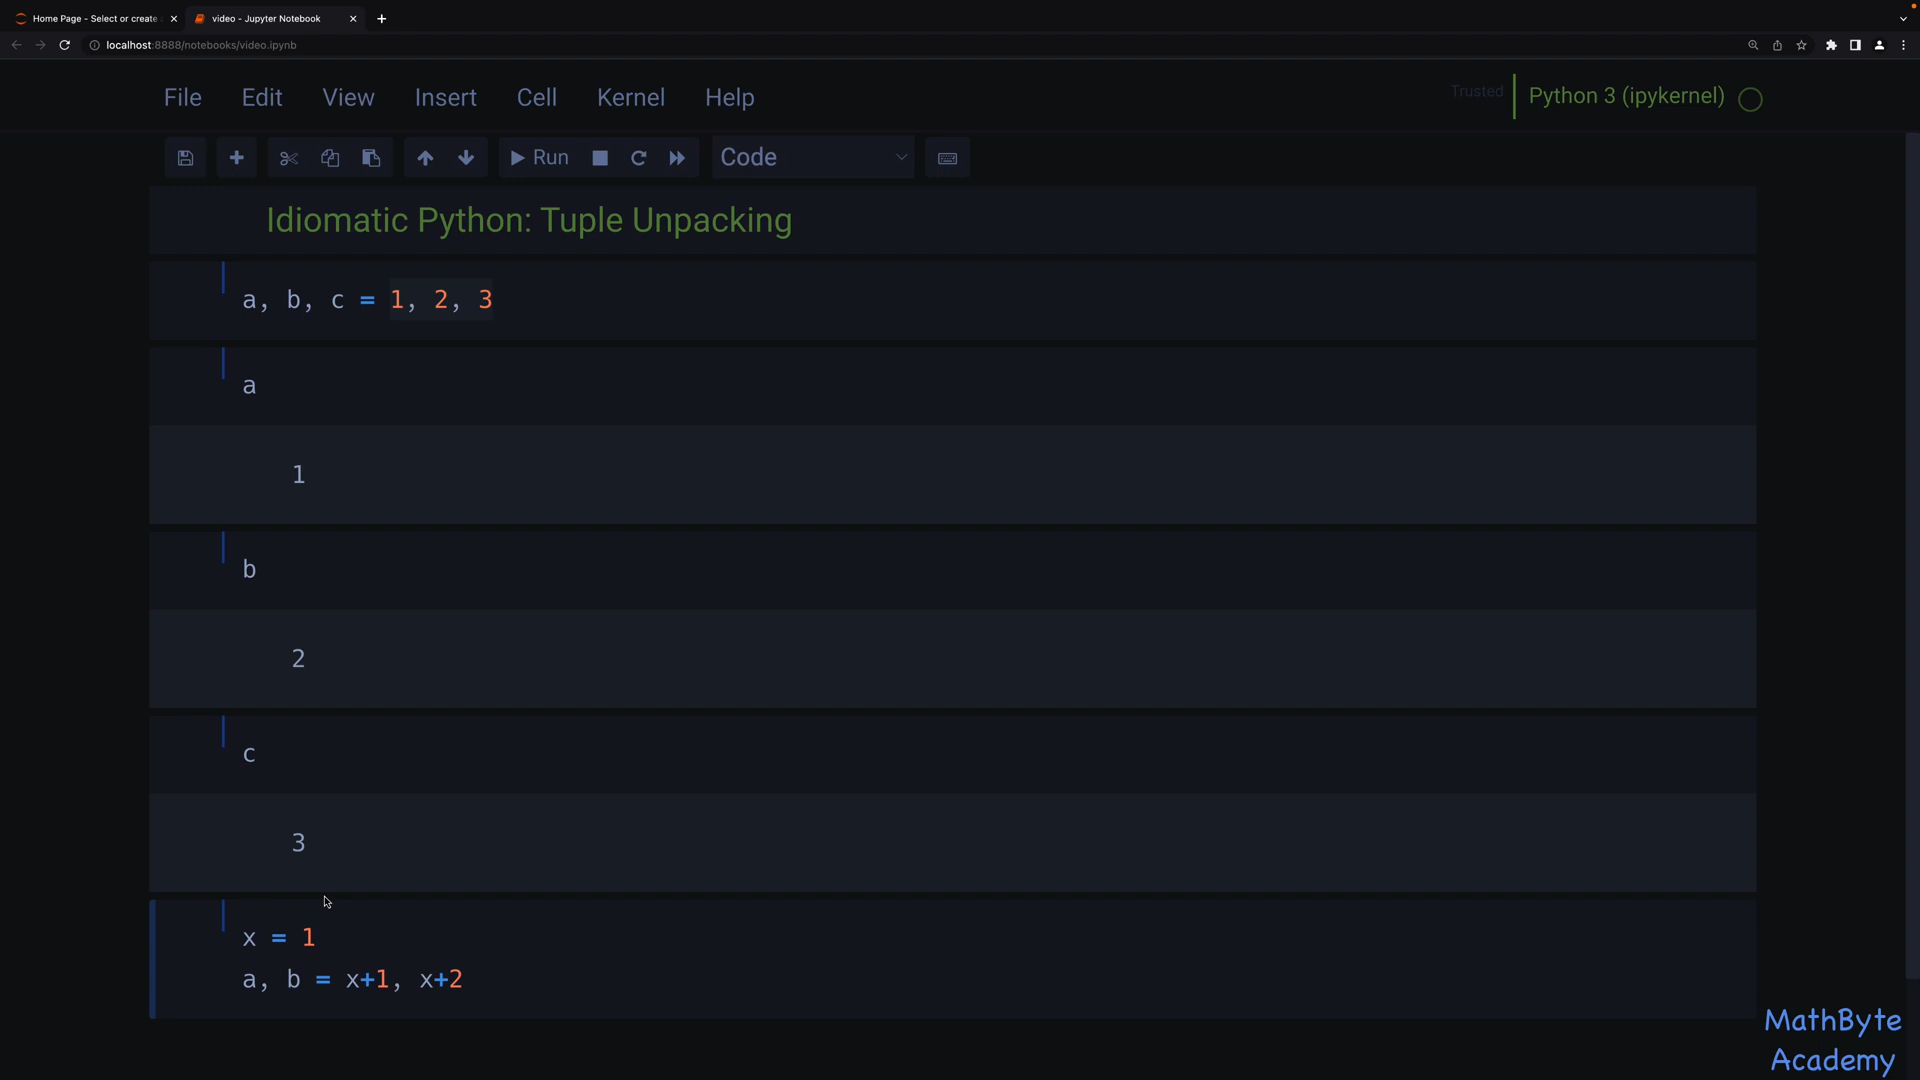 Home Page - Select or create
video - Jupyter Notebook
localhost:8888/notebooks/video.ipynb
File Edit View Insert Cell Kernel Help
Trusted
Python 3 (ipykernel)
Run
Code
Idiomatic Python: Tuple Unpacking
a, b, c = 1, 2, 3
a
1
b
2
c
3
x = 1
a, b = x+1, x+2
MathByte
Academy